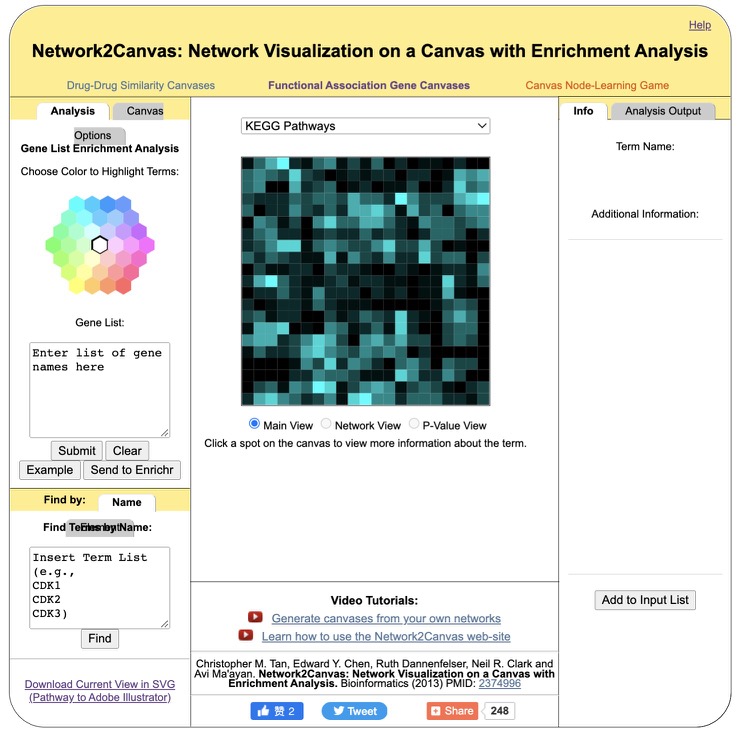 Help
Network2Canvas: Network Visualization on a Canvas with Enrichment Analysis
Drug-Drug Similarity Canvases
Functional Association Gene Canvases
Canvas Node-Learning Game
Analysis
Canvas
Options
Gene List Enrichment Analysis
Choose Color to Highlight Terms:
Gene List:
Enter list of gene
names here
Submit
Clear
Example
Send to Enrichr
Find by:
Name
Element
Find Terms by Name:
Insert Term List
(e.g.,
CDK1
CDK2
CDK3)
Find
Download Current View in SVG
(Pathway to Adobe Illustrator)
KEGG Pathways
Main View
Network View
P-Value View
Click a spot on the canvas to view more information about the term.
Video Tutorials:
Generate canvases from your own networks
Learn how to use the Network2Canvas web-site
Christopher M. Tan, Edward Y. Chen, Ruth Dannenfelser, Neil R. Clark and
Avi Ma'ayan. Network2Canvas: Network Visualization on a Canvas with
Enrichment Analysis. Bioinformatics (2013) PMID: 2374996
赞 2
Tweet
Share
248
Info
Analysis Output
Term Name:
Additional Information:
Add to Input List